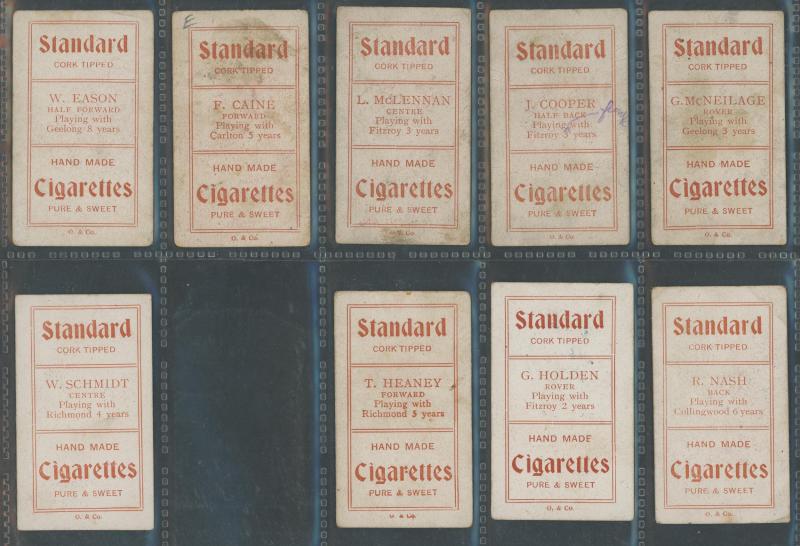 Standard
CORK TIPPED
W. EASON
HALF FORWARD
Playing with
Geelong 8 years
HAND MADE
Cigarettes
PURE & SWEET
O. & Co.
E
Standard
CORK TIPPED
F. CAINE
FORWARD
Playing with
Carlton 5 years
HAND MADE
Cigarettes
PURE & SWEET
O. & Co.
Standard
CORK TIPPED
L. McLENNAN
CENTRE
Playing with
Fitzroy 3 years
HAND MADE
Cigarettes
PURE & SWEET
O. & Co.
Standard
CORK TIPPED
J. COOPER
HALF BACK
Playing with
Fitzroy 3 years
HAND MADE
Cigarettes
PURE & SWEET
O. & Co.
Standard
CORK TIPPED
G. McNEILAGE
ROVER
Playing with
Geelong 5 years
HAND MADE
Cigarettes
PURE & SWEET
O. & Co.
Standard
CORK TIPPED
W. SCHMIDT
CENTRE
Playing with
Richmond 4 years
HAND MADE
Cigarettes
PURE & SWEET
O. & Co.
Standard
CORK TIPPED
T. HEANEY
FORWARD
Playing with
Richmond 5 years
HAND MADE
Cigarettes
PURE & SWEET
O. & Co.
Standard
CORK TIPPED
G. HOLDEN
ROVER
Playing with
Fitzroy 2 years
HAND MADE
Cigarettes
PURE & SWEET
O. & Co.
Standard
CORK TIPPED
R. NASH
BACK
Playing with
Collingwood 6 years
HAND MADE
Cigarettes
PURE & SWEET
O. & Co.